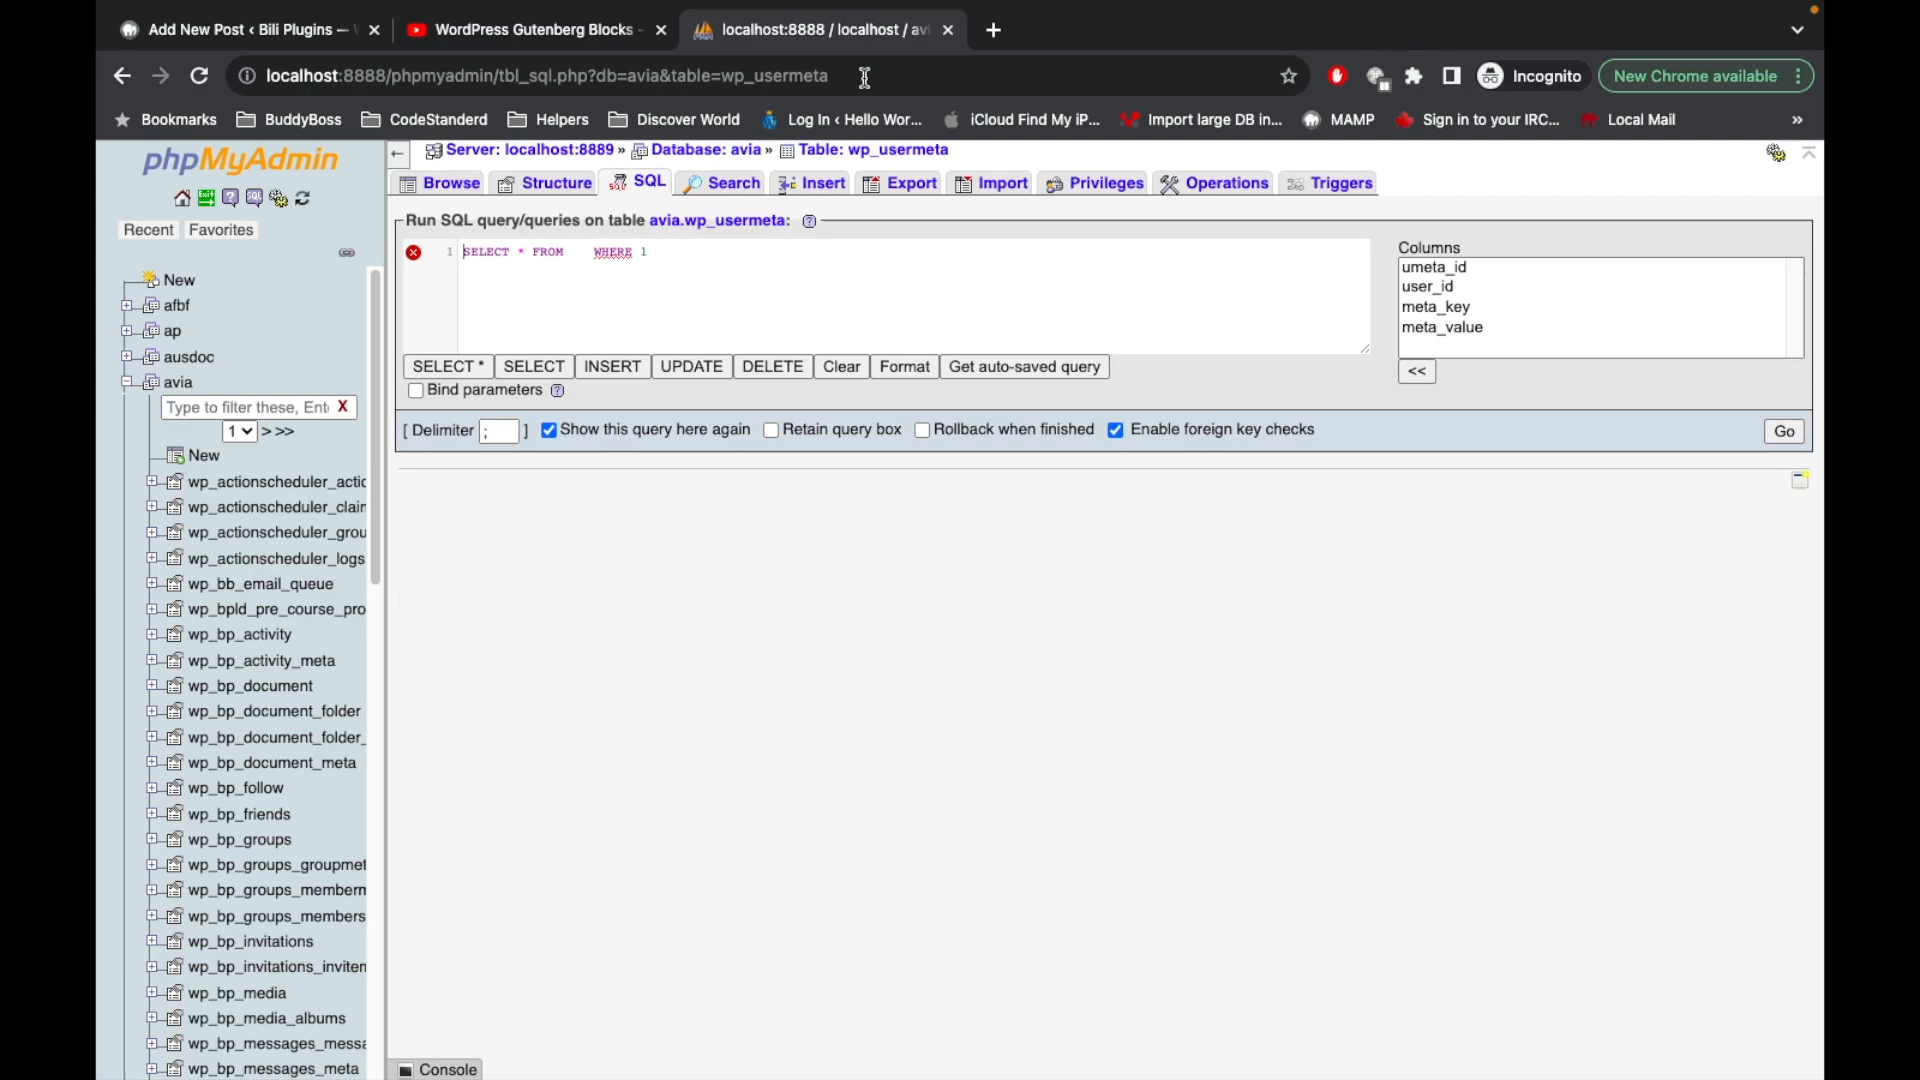 Add New Post ‹ Bili Plugins —
WordPress Gutenberg Blocks -
localhost:8888 / localhost / avi
localhost:8888/phpmyadmin/tbl_sql.php?db=avia&table=wp_usermeta
Incognito
New Chrome available
Bookmarks
BuddyBoss
CodeStanderd
Helpers
Discover World
Log In ‹ Hello Wor...
iCloud Find My iP...
Import large DB in...
MAMP
Sign in to your IRC...
Local Mail
»
phpMyAdmin
Recent
Favorites
New
afbf
ap
ausdoc
avia
Type to filter these, Ent
X
1
> >>
New
wp_actionscheduler_actic
wp_actionscheduler_clain
wp_actionscheduler_grou
wp_actionscheduler_logs
wp_bb_email_queue
wp_bpld_pre_course_pro
wp_bp_activity
wp_bp_activity_meta
wp_bp_document
wp_bp_document_folder
wp_bp_document_folder_
wp_bp_document_meta
wp_bp_follow
wp_bp_friends
wp_bp_groups
wp_bp_groups_groupmet
wp_bp_groups_memberm
wp_bp_groups_members
wp_bp_invitations
wp_bp_invitations_inviten
wp_bp_media
wp_bp_media_albums
wp_bp_messages_messa
wp_bp_messages_meta
Server: localhost:8889 » Database: avia » Table: wp_usermeta
Browse
Structure
SQL
Search
Insert
Export
Import
Privileges
Operations
Triggers
Run SQL query/queries on table avia.wp_usermeta:
1
SELECT * FROM WHERE 1
Columns
umeta_id
user_id
meta_key
meta_value
<<
SELECT *
SELECT
INSERT
UPDATE
DELETE
Clear
Format
Get auto-saved query
Bind parameters
[ Delimiter ; ]
Show this query here again
Retain query box
Rollback when finished
Enable foreign key checks
Go
Console